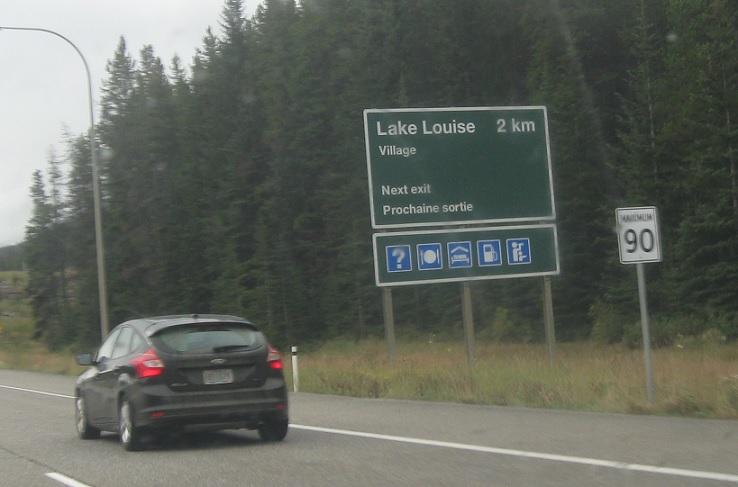 Lake Louise 2 km
Village
Next exit
Prochaine sortie
?
MAXIMUM
90